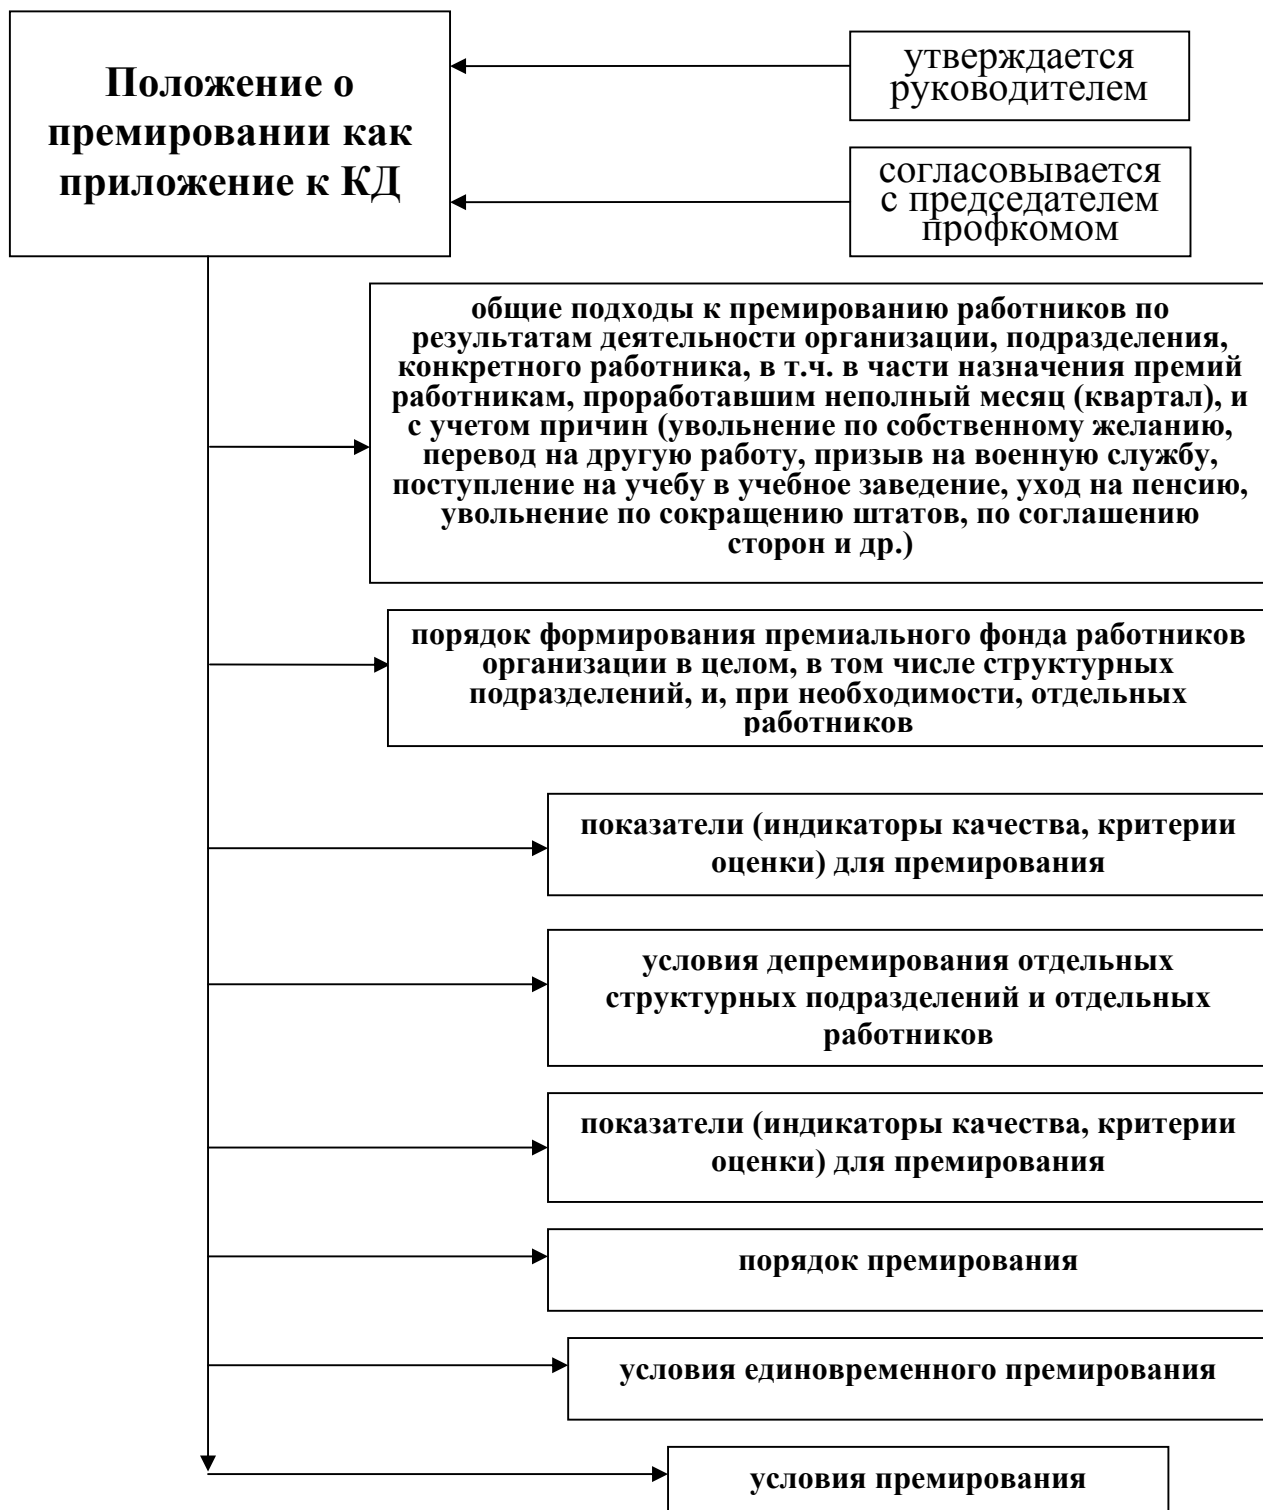 Положение о
премировании как
приложение к КД
утверждается
руководителем
согласовывается
с председателем
профкомом
общие подходы к премированию работников по
результатам деятельности организации, подразделения,
конкретного работника, в т.ч. в части назначения премий
работникам, проработавшим неполный месяц (квартал), и
с учетом причин (увольнение по собственному желанию,
перевод на другую работу, призыв на военную службу,
поступление на учебу в учебное заведение, уход на пенсию,
увольнение по сокращению штатов, по соглашению
сторон и др.)
порядок формирования премиального фонда работников
организации в целом, в том числе структурных
подразделений, и, при необходимости, отдельных
работников
показатели (индикаторы качества, критерии
оценки) для премирования
условия депремирования отдельных
структурных подразделений и отдельных
работников
показатели (индикаторы качества, критерии
оценки) для премирования
порядок премирования
условия единовременного премирования
условия премирования